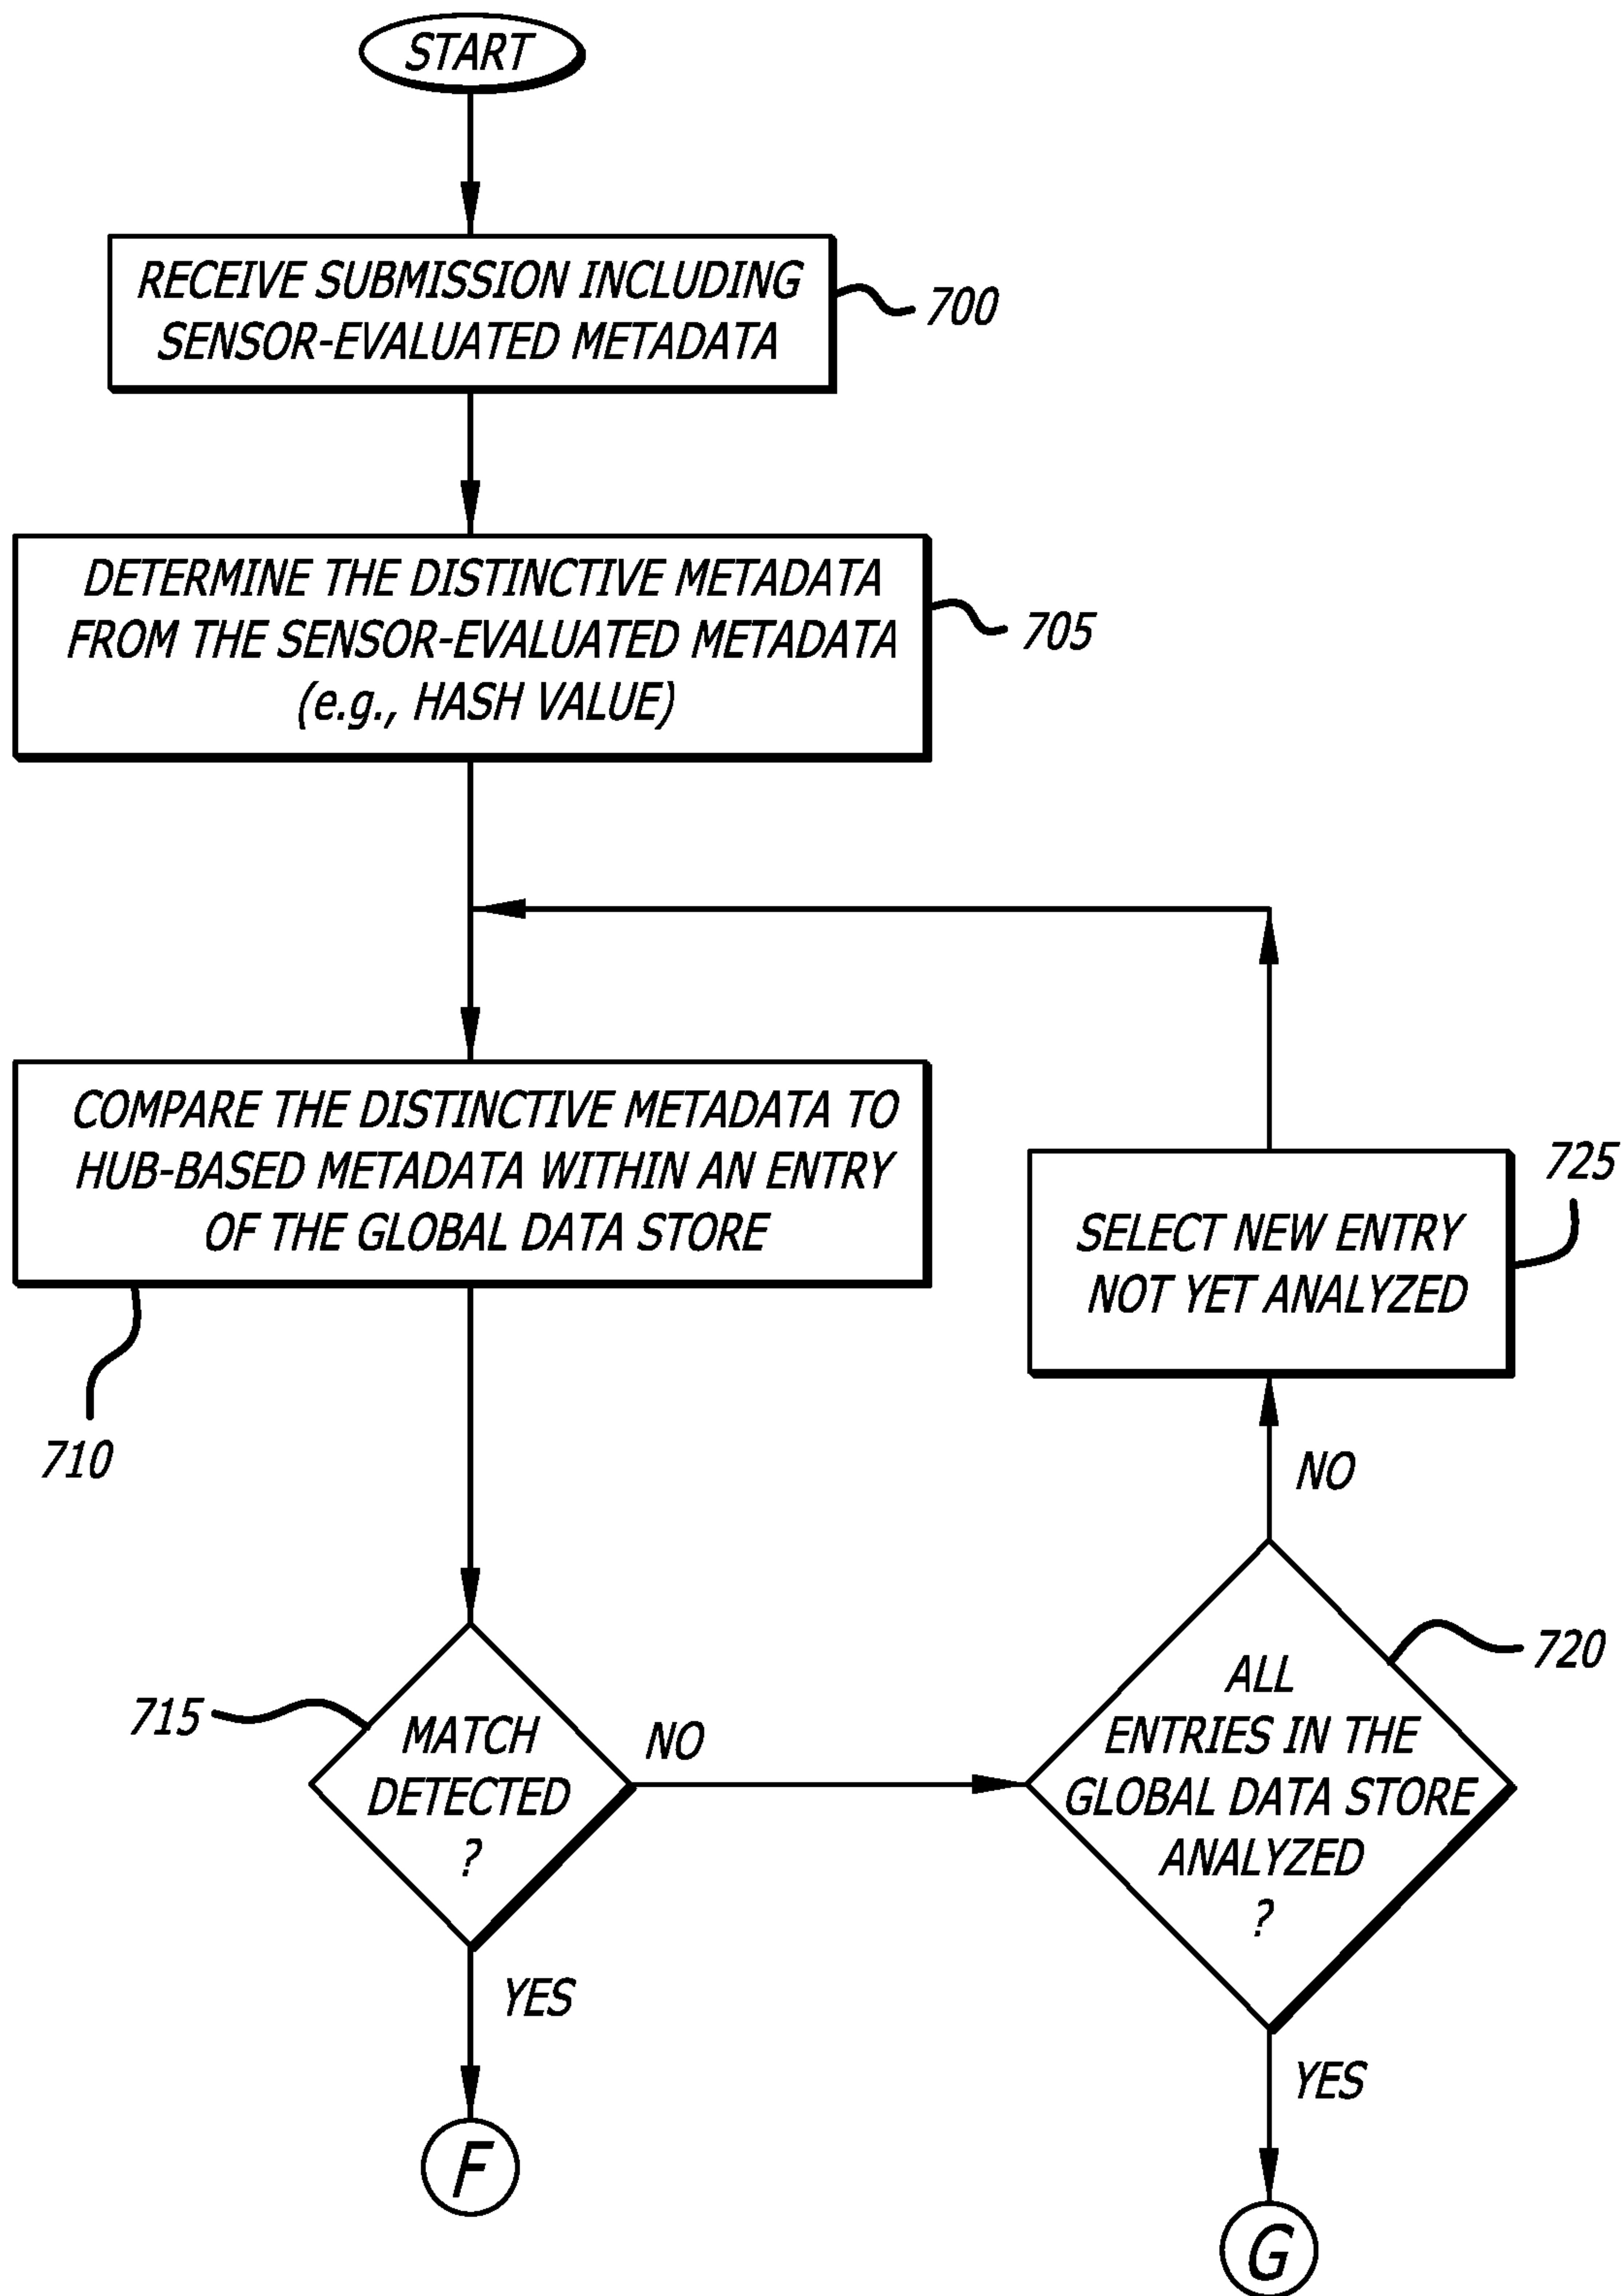 START
RECEIVE SUBMISSION INCLUDING
SENSOR-EVALUATED METADATA
700
DETERMINE THE DISTINCTIVE METADATA
FROM THE SENSOR-EVALUATED METADATA
(e.g., HASH VALUE)
705
COMPARE THE DISTINCTIVE METADATA TO
HUB-BASED METADATA WITHIN AN ENTRY
OF THE GLOBAL DATA STORE
710
SELECT NEW ENTRY
NOT YET ANALYZED
725
NO
MATCH
DETECTED
?
715
NO
ALL
ENTRIES IN THE
GLOBAL DATA STORE
ANALYZED
?
720
YES
F
YES
G